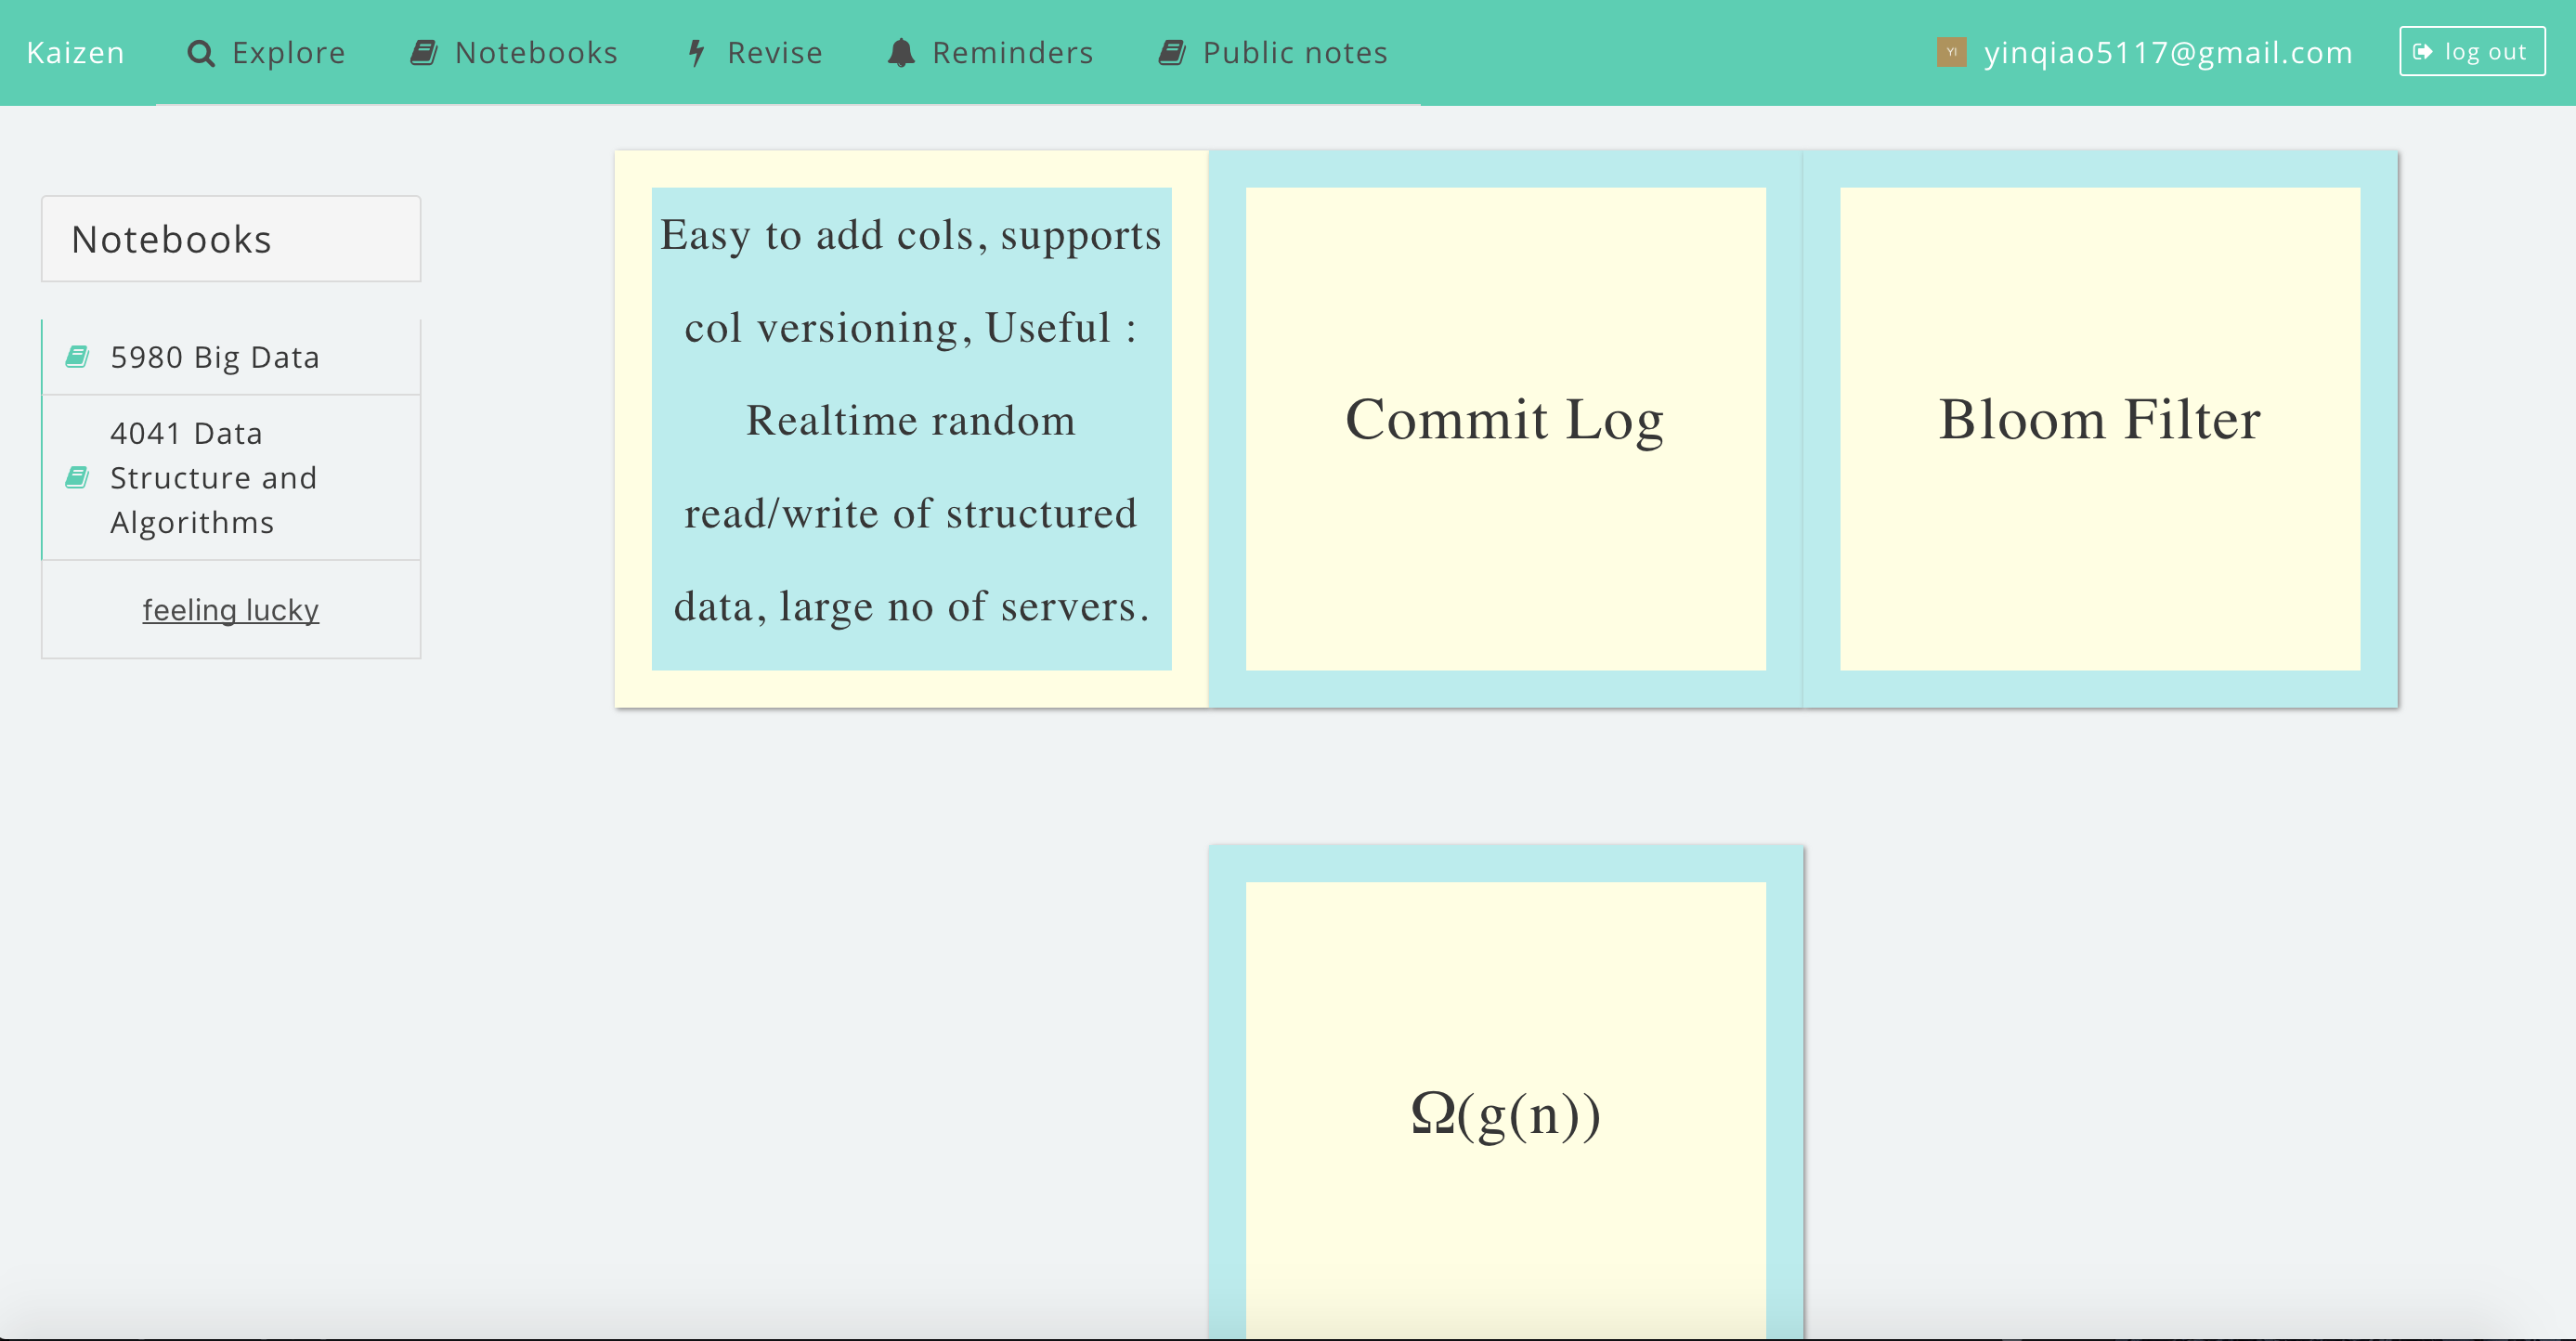 Kaizen Explore Notebooks Revise Reminders Public notes YI yinqiao5117@gmail.com log out
Notebooks
5980 Big Data
4041 Data
Structure and
Algorithms
feeling lucky
Easy to add cols, supports
col versioning, Useful :
Realtime random
read/write of structured
data, large no of servers.
Commit Log
Bloom Filter
Ω(g(n))